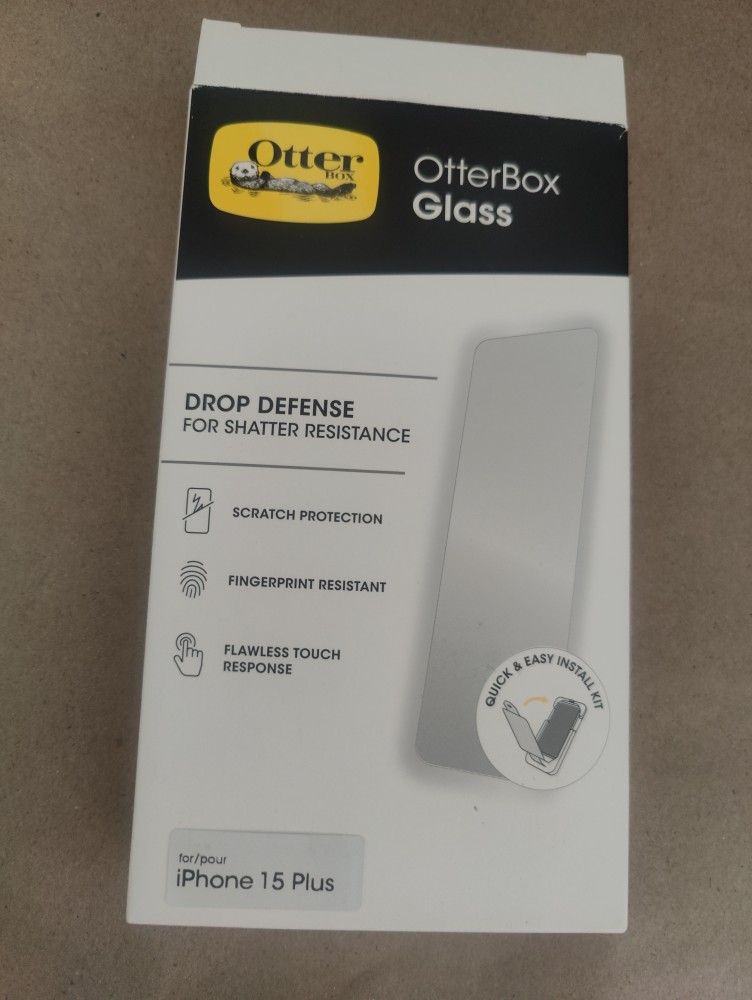 Otter
BOX
OtterBox
Glass
DROP DEFENSE
FOR SHATTER RESISTANCE
SCRATCH PROTECTION
FINGERPRINT RESISTANT
FLAWLESS TOUCH
RESPONSE
QUICK & EASY INSTALL KIT
for/pour
iPhone 15 Plus